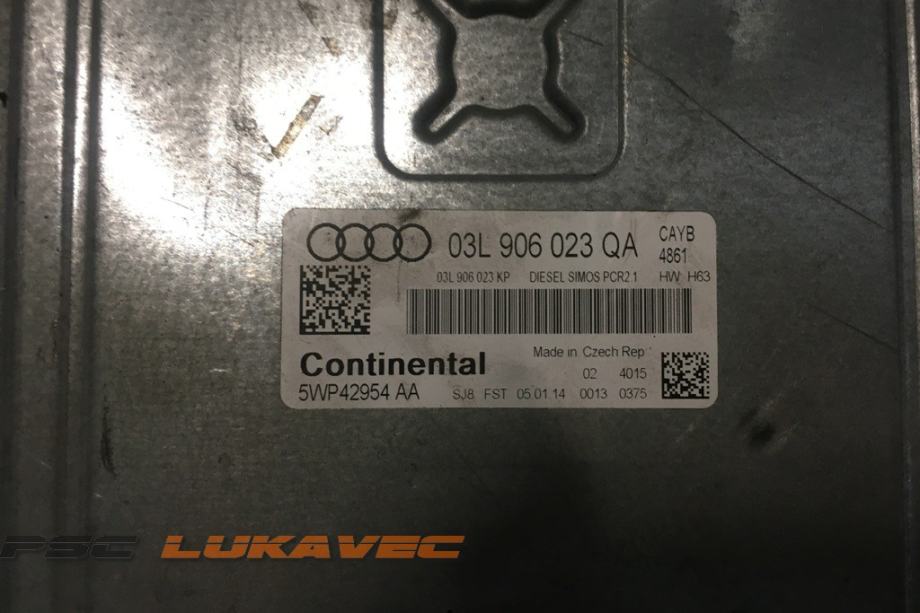 03L 906 023 QA CAYB
4861
03L 906 023 KP DIESEL SIMOS PCR2.1 HW H63
Continental Made in Czech Rep
02 4015
5WP42954 AA SJ8 FST 05.01.14 0013 0375
PSC LUKAVEC